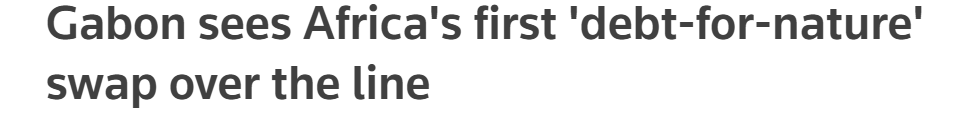 Gabon sees Africa's first 'debt-for-nature'
swap over the line